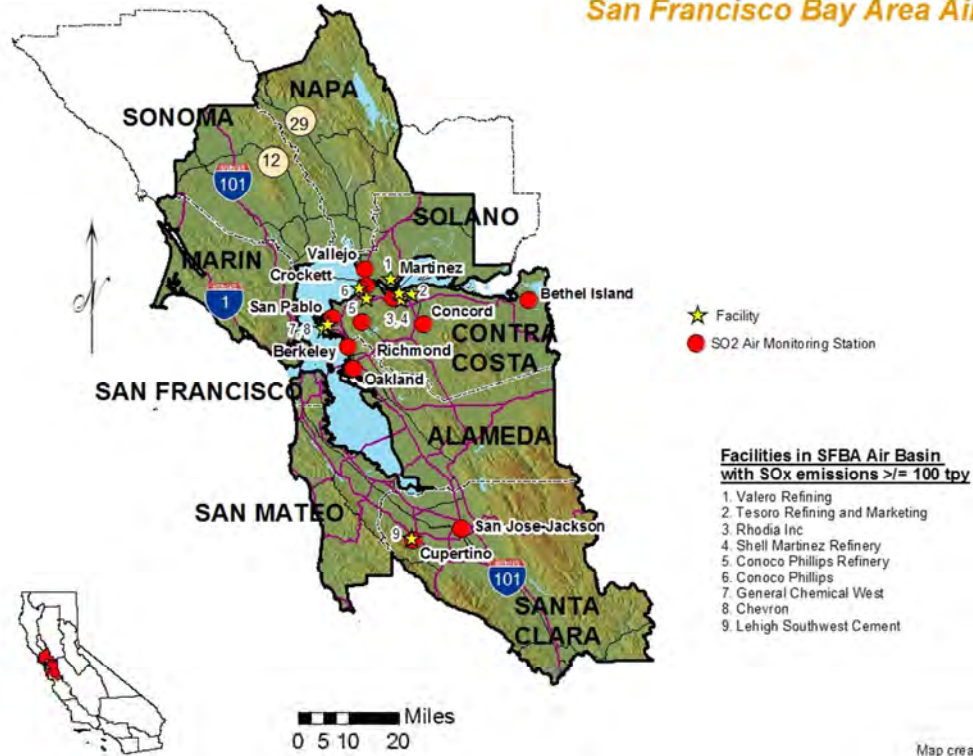 San Francisco Bay Area Air
NAPA
SONOMA
29
12
101
SOLANO
Vallejo
1
Martinez
MARIN
Crockett
6
2
Bethel Island
1
San Pablo
5
3,4
Concord
7, 8
CONTRA
COSTA
Berkeley
Richmond
Oakland
SAN FRANCISCO
ALAMEDA
SAN MATEO
San Jose-Jackson
9
Cupertino
101
SANTA
CLARA
N
Facility
SO2 Air Monitoring Station
Facilities in SFBA Air Basin
with SOx emissions >/= 100 tpy
1. Valero Refining
2. Tesoro Refining and Marketing
3. Rhodia Inc
4. Shell Martinez Refinery
5. Conoco Phillips Refinery
6. Conoco Phillips
7. General Chemical West
8. Chevron
9. Lehigh Southwest Cement
Miles
0 5 10 20
Map crea